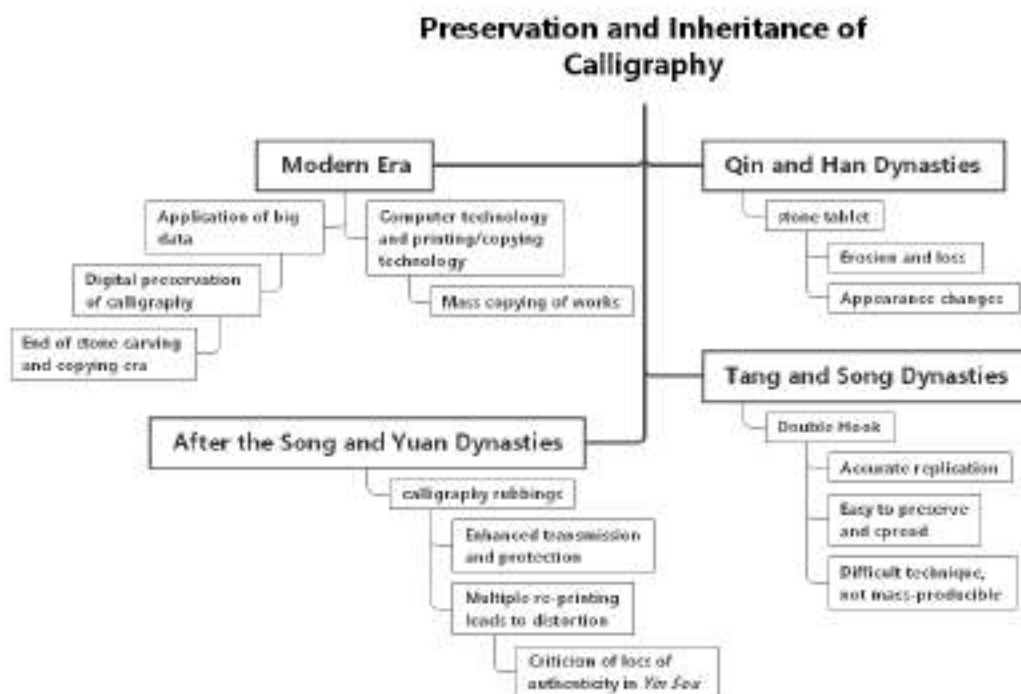 Preservation and Inheritance of
Calligraphy
Modern Era
Application of big
data
Digital preservation
of calligraphy
End of stone carving
and copying era
Computer technology
and printing/copying
technology
Mass copying of works
Qin and Han Dynasties
stone tablet
Erosion and loss
Appearance changes
Tang and Song Dynasties
Double Hook
Accurate replication
Easy to preserve
and spread
Difficult technique,
not mass-producible
After the Song and Yuan Dynasties
calligraphy rubbings
Enhanced transmission
and protection
Multiple re-printing
leads to distortion
Criticism of loss of
authenticity in Yin